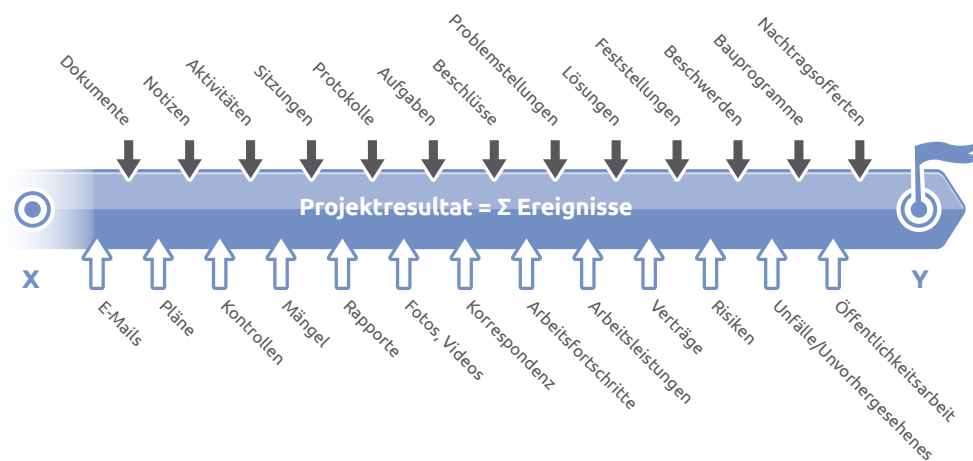 Dokumente
Notizen
Aktivitäten
Sitzungen
Protokolle
Aufgaben
Beschlüsse
Problemstellungen
Lösungen
Feststellungen
Beschwerden
Bauprogramme
Nachtragsofferten
Projektresultat = Σ Ereignisse
X
Y
E-Mails
Pläne
Kontrollen
Mängel
Rapporte
Fotos, Videos
Korrespondenz
Arbeitsfortschritte
Arbeitsleistungen
Verträge
Risiken
Unfälle/Unvorhergesehenes
Öffentlichkeitsarbeit